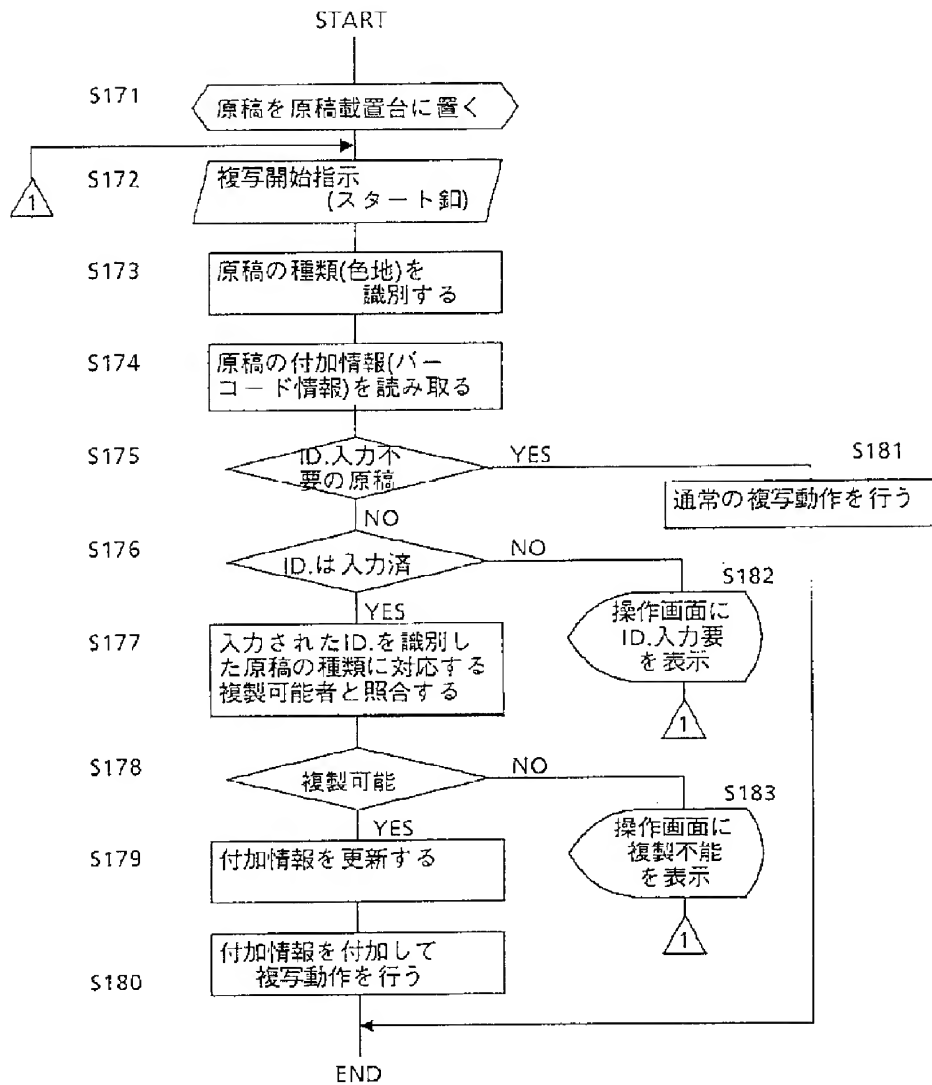 START
S171
原稿を原稿載置台に置く
1
S172
複写開始指示
(スタート釦)
S173
原稿の種類(色地)を
識別する
S174
原稿の付加情報(バー
コード情報)を読み取る
S175
ID.入力不
要の原稿
YES
S181
通常の複写動作を行う
NO
S176
ID.は入力済
NO
S182
操作画面に
ID.入力要
を表示
1
YES
S177
入力されたID.を識別し
た原稿の種類に対応する
複製可能者と照合する
S178
複製可能
NO
S183
操作画面に
複製不能
を表示
1
YES
S179
付加情報を更新する
S180
付加情報を付加して
複写動作を行う
END